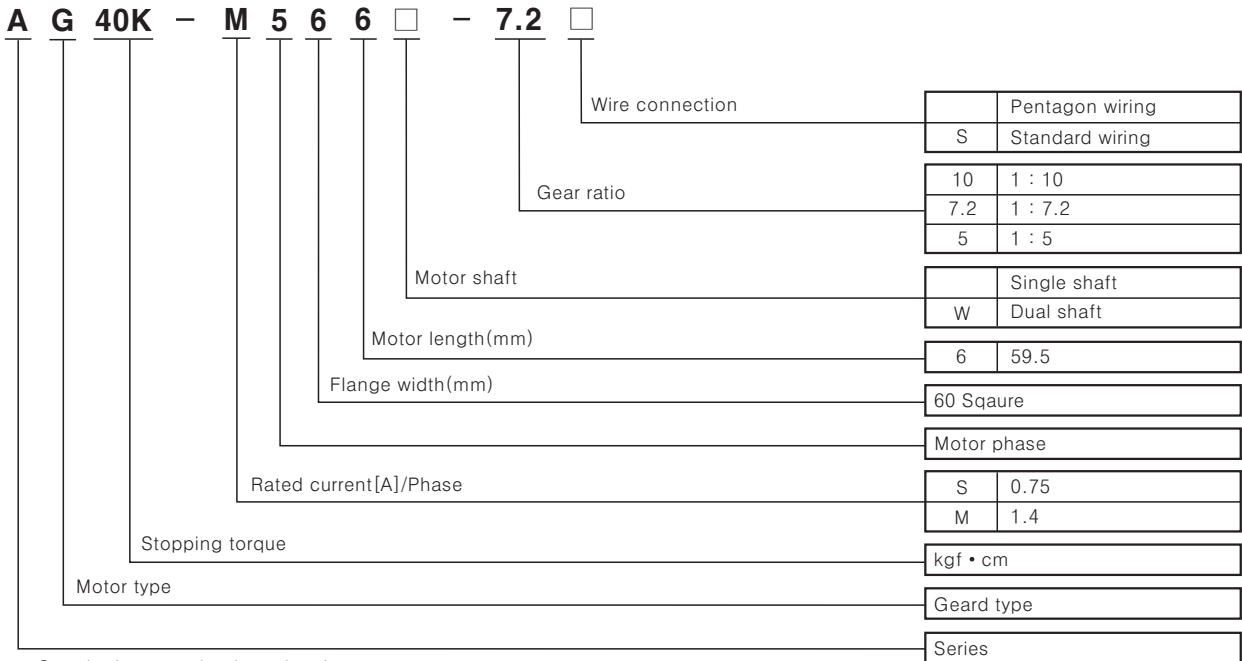 A G 40K - M 5 6 6 □ - 7.2 □
Wire connection
Pentagon wiring
S Standard wiring
Gear ratio
10 1 : 10
7.2 1 : 7.2
5 1 : 5
Motor shaft
Single shaft
W Dual shaft
Motor length(mm)
6 59.5
Flange width(mm)
60 Sqaure
Motor phase
Rated current[A]/Phase
S 0.75
M 1.4
Stopping torque
kgf • cm
Motor type
Geard type
Series